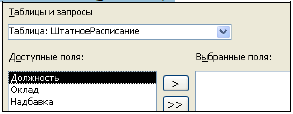 Таблицы и запросы
Таблица: ШтатноеРасписание
Доступные поля:
Выбранные поля:
Должность
Оклад
Надбавка
>
>>